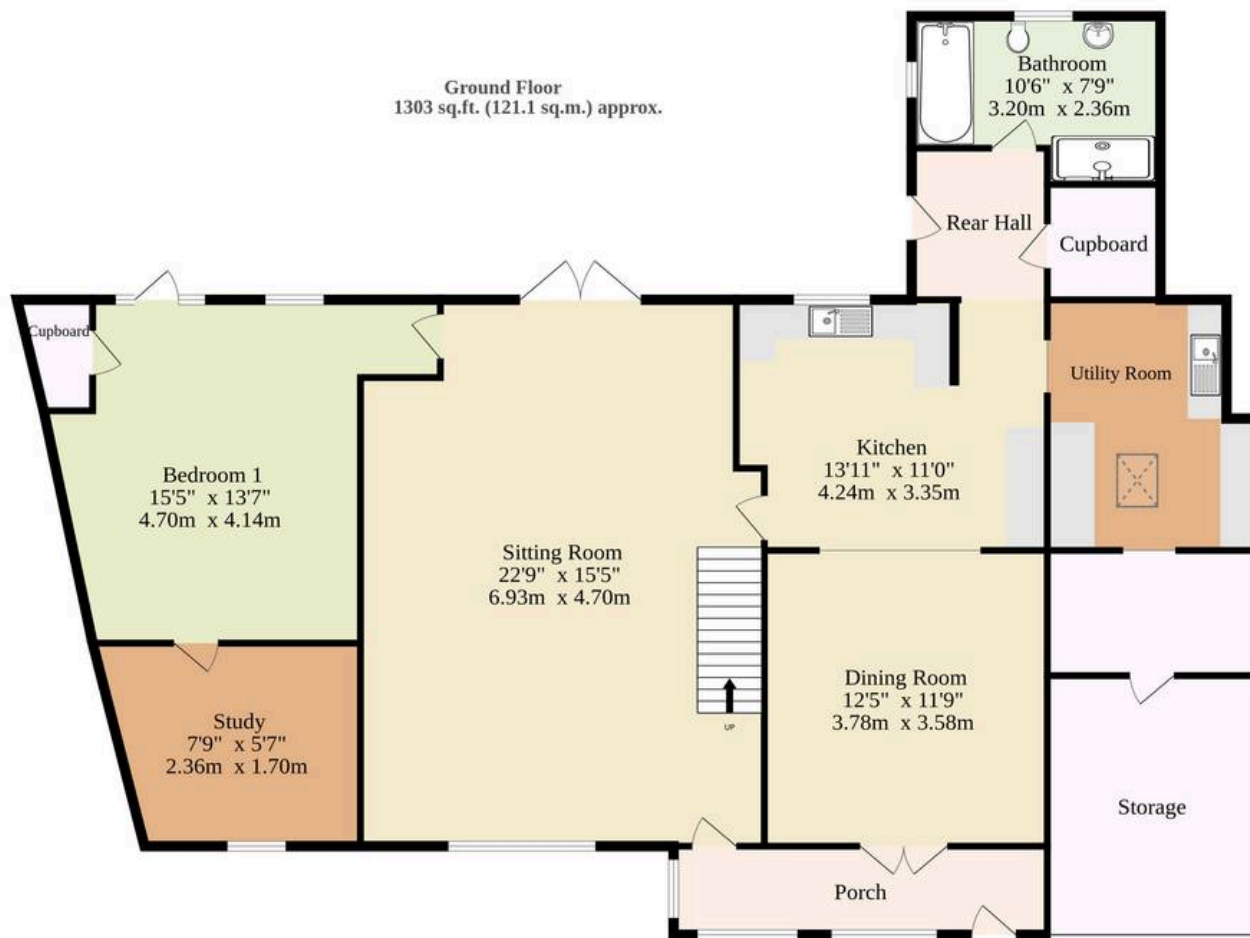 Ground Floor
1303 sq.ft. (121.1 sq.m.) approx.
Bathroom
10'6" x 7'9"
3.20m x 2.36m
Rear Hall
Cupboard
Cupboard
Utility Room
Kitchen
13'11" x 11'0"
4.24m x 3.35m
Bedroom 1
15'5" x 13'7"
4.70m x 4.14m
Sitting Room
22'9" x 15'5"
6.93m x 4.70m
Dining Room
12'5" x 11'9"
3.78m x 3.58m
Study
7'9" x 5'7"
2.36m x 1.70m
UP
Storage
Porch